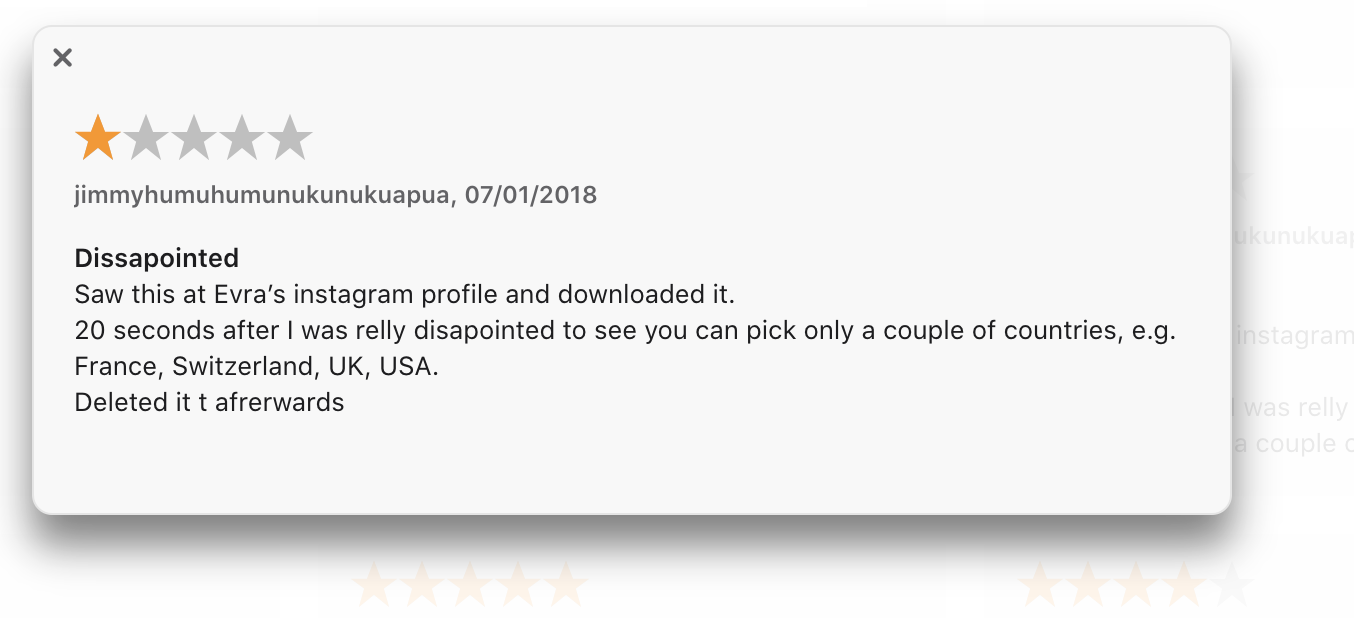 jimmyhumuhumunukunukuapua, 07/01/2018
Dissapointed
Saw this at Evra’s instagram profile and downloaded it.
20 seconds after I was relly disapointed to see you can pick only a couple of countries, e.g.
France, Switzerland, UK, USA.
Deleted it t afrerwards
instagram
was relly
a couple